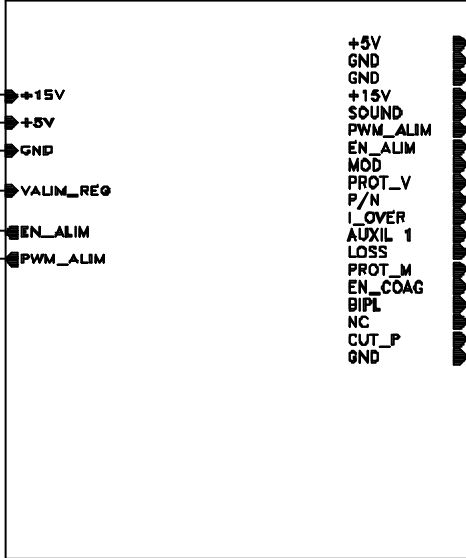 +15V
+5V
GND
VALIM_REG
EN_ALIM
PWM_ALIM
+5V
GND
GND
+15V
SOUND
PWM_ALIM
EN_ALIM
MOD
PROT_V
P/N
I_OVER
AUXIL 1
LOSS
PROT_M
EN_COAG
BIPL
NC
CUT_P
GND